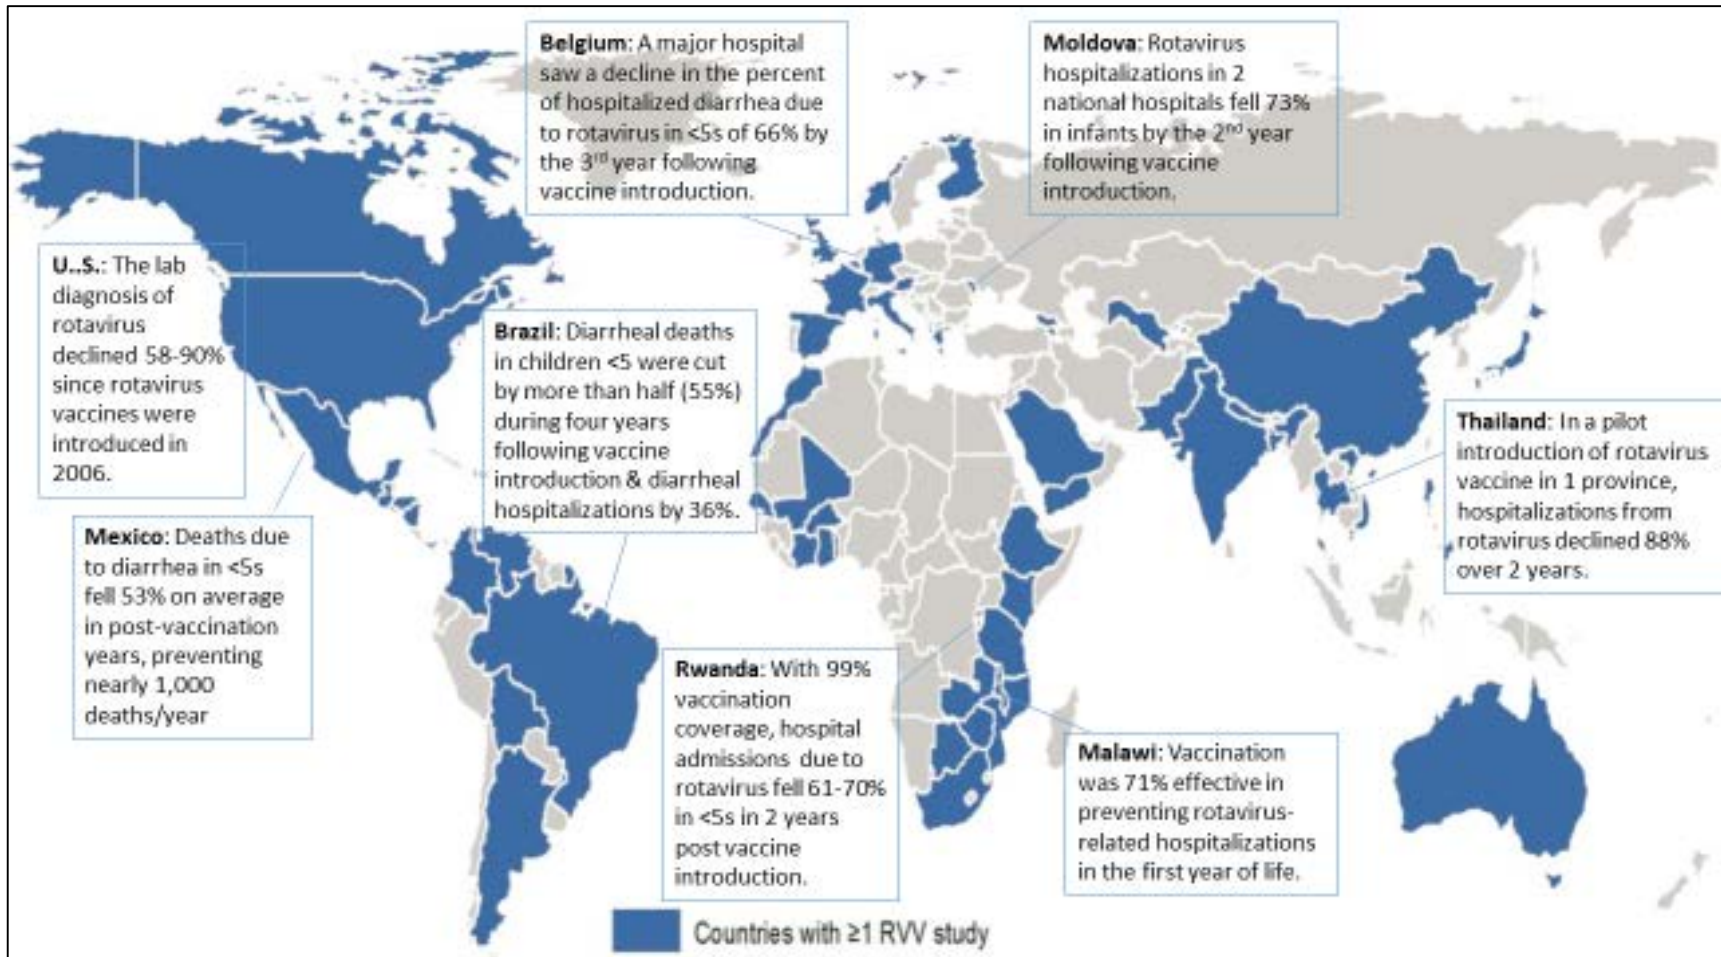 Belgium: A major hospital
saw a decline in the percent
of hospitalized diarrhea due
to rotavirus in <5s of 66% by
the 3rd year following
vaccine introduction.
Moldova: Rotavirus
hospitalizations in 2
national hospitals fell 73%
in infants by the 2nd year
following vaccine
introduction.
U..S.: The lab
diagnosis of
rotavirus
declined 58-90%
since rotavirus
vaccines were
introduced in
2006.
Brazil: Diarrheal deaths
in children <5 were cut
by more than half (55%)
during four years
following vaccine
introduction & diarrheal
hospitalizations by 36%.
Thailand: In a pilot
introduction of rotavirus
vaccine in 1 province,
hospitalizations from
rotavirus declined 88%
over 2 years.
Mexico: Deaths due
to diarrhea in <5s
fell 53% on average
in post-vaccination
years, preventing
nearly 1,000
deaths/year
Rwanda: With 99%
vaccination
coverage, hospital
admissions due to
rotavirus fell 61-70%
in <5s in 2 years
post vaccine
introduction.
Malawi: Vaccination
was 71% effective in
preventing rotavirus-
related hospitalizations
in the first year of life.
Countries with ≥1 RVV study